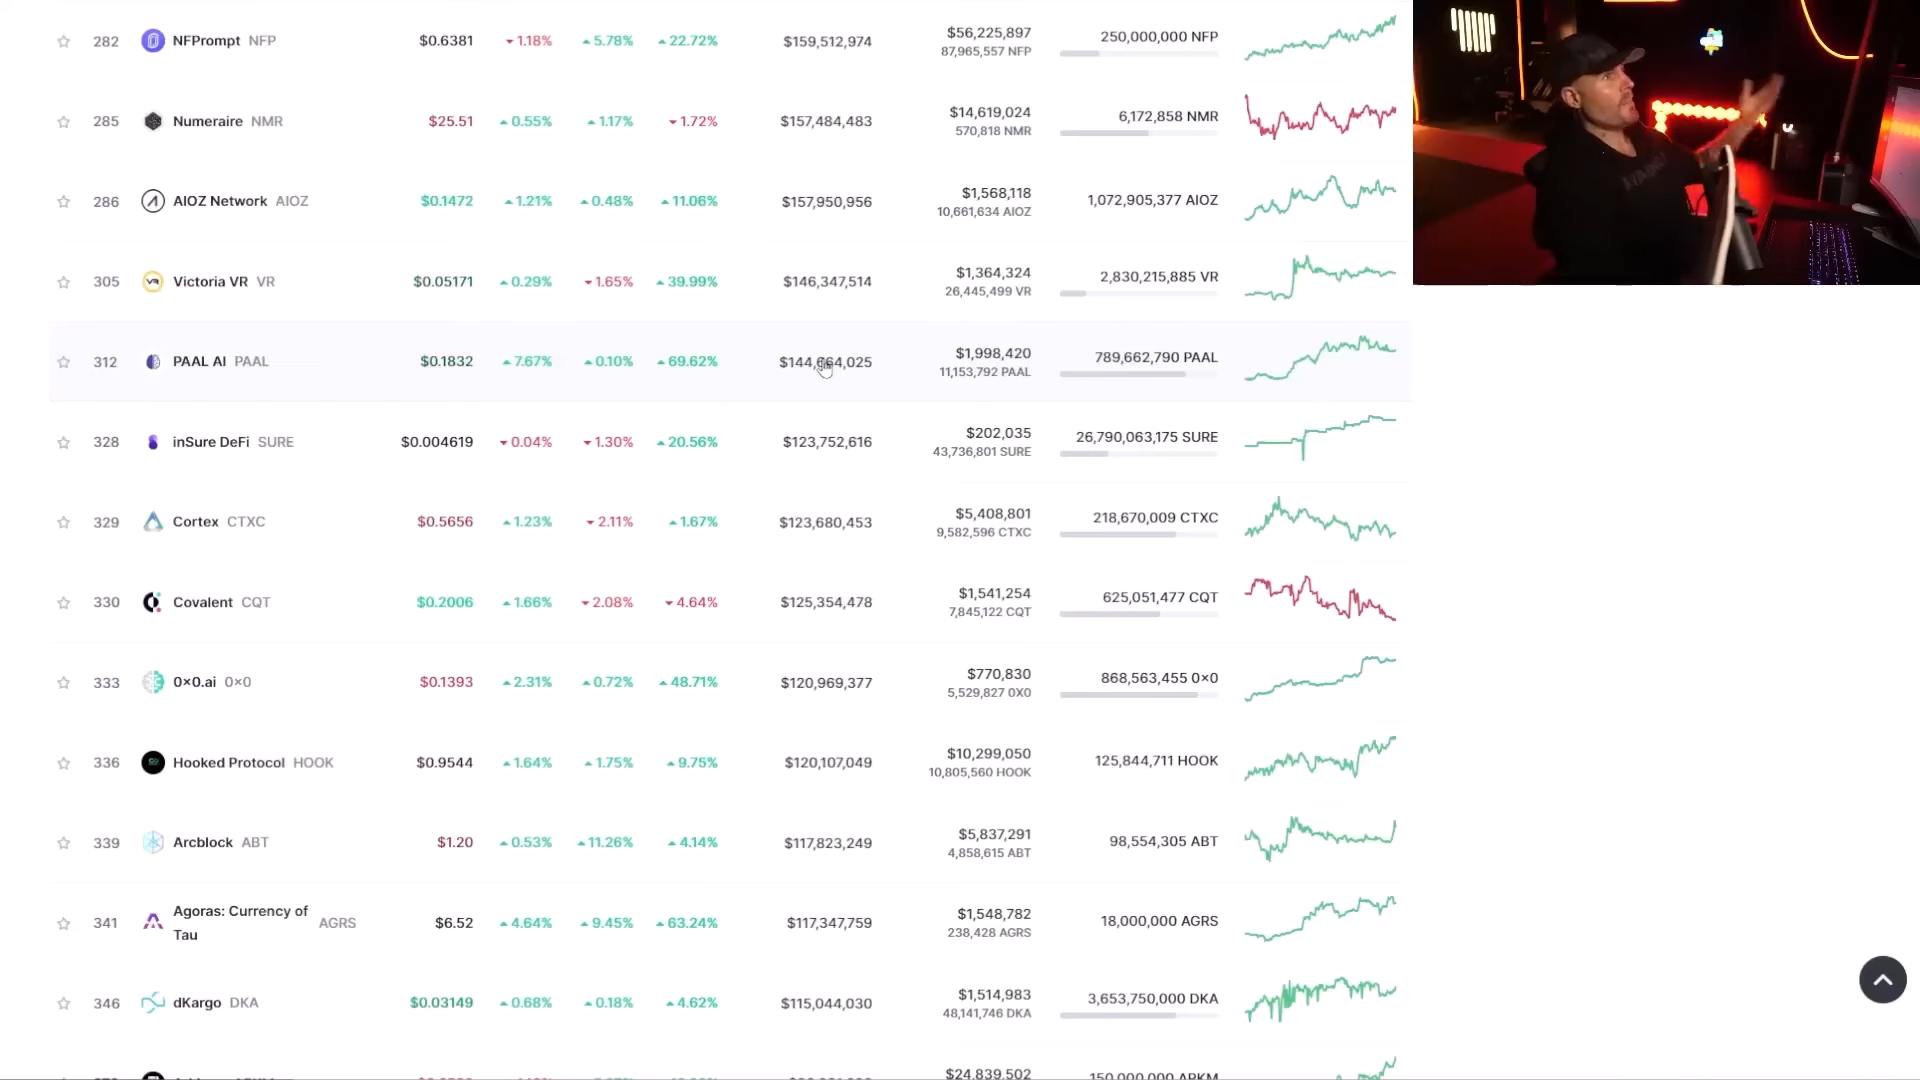 282 NFPrompt NFP $0.6381 1.18% 5.78% 22.72% $159,512,974 $56,225,897 250,000,000 NFP
87,965,557 NFP
285 Numeraire NMR $25.51 0.55% 1.17% 1.72% $157,484,483 $14,619,024 6,172,858 NMR
570,818 NMR
286 AIOZ Network AIOZ $0.1472 1.21% 0.48% 11.06% $157,950,956 $1,568,118 1,072,905,377 AIOZ
10,661,634 AIOZ
305 Victoria VR VR $0.05171 0.29% 1.65% 39.99% $146,347,514 $1,364,324 2,830,215,885 VR
26,445,499 VR
312 PAAL AI PAAL $0.1832 7.67% 0.10% 69.62% $1,998,420 789,662,790 PAAL
11,153,792 PAAL
328 inSure DeFi SURE $0.004619 0.04% 1.30% 20.56% $123,752,616 $202,035 26,790,063,175 SURE
43,736,801 SURE
329 Cortex CTXC $0.5656 1.23% 2.11% 1.67% $123,680,453 $5,408,801 218,670,009 CTXC
9,582,596 CTXC
330 Covalent CQT $0.2006 1.66% 2.08% 4.64% $125,354,478 $1,541,254 625,051,477 CQT
7,845,122 CQT
333 0×0.ai 0×0 $0.1393 2.31% 0.72% 48.71% $120,969,377 $770,830 868,563,455 0×0
5,529,827 0X0
336 Hooked Protocol HOOK $0.9544 1.64% 1.75% 9.75% $120,107,049 $10,299,050 125,844,711 HOOK
10,805,560 HOOK
339 Arcblock ABT $1.20 0.53% 11.26% 4.14% $117,823,249 $5,837,291 98,554,305 ABT
4,858,615 ABT
341 Agoras: Currency of Tau AGRS $6.52 4.64% 9.45% 63.24% $117,347,759 $1,548,782 18,000,000 AGRS
238,428 AGRS
346 dKargo DKA $0.03149 0.68% 0.18% 4.62% $115,044,030 $1,514,983 3,653,750,000 DKA
48,141,746 DKA
$24,839,502 150,000,000 ARKM